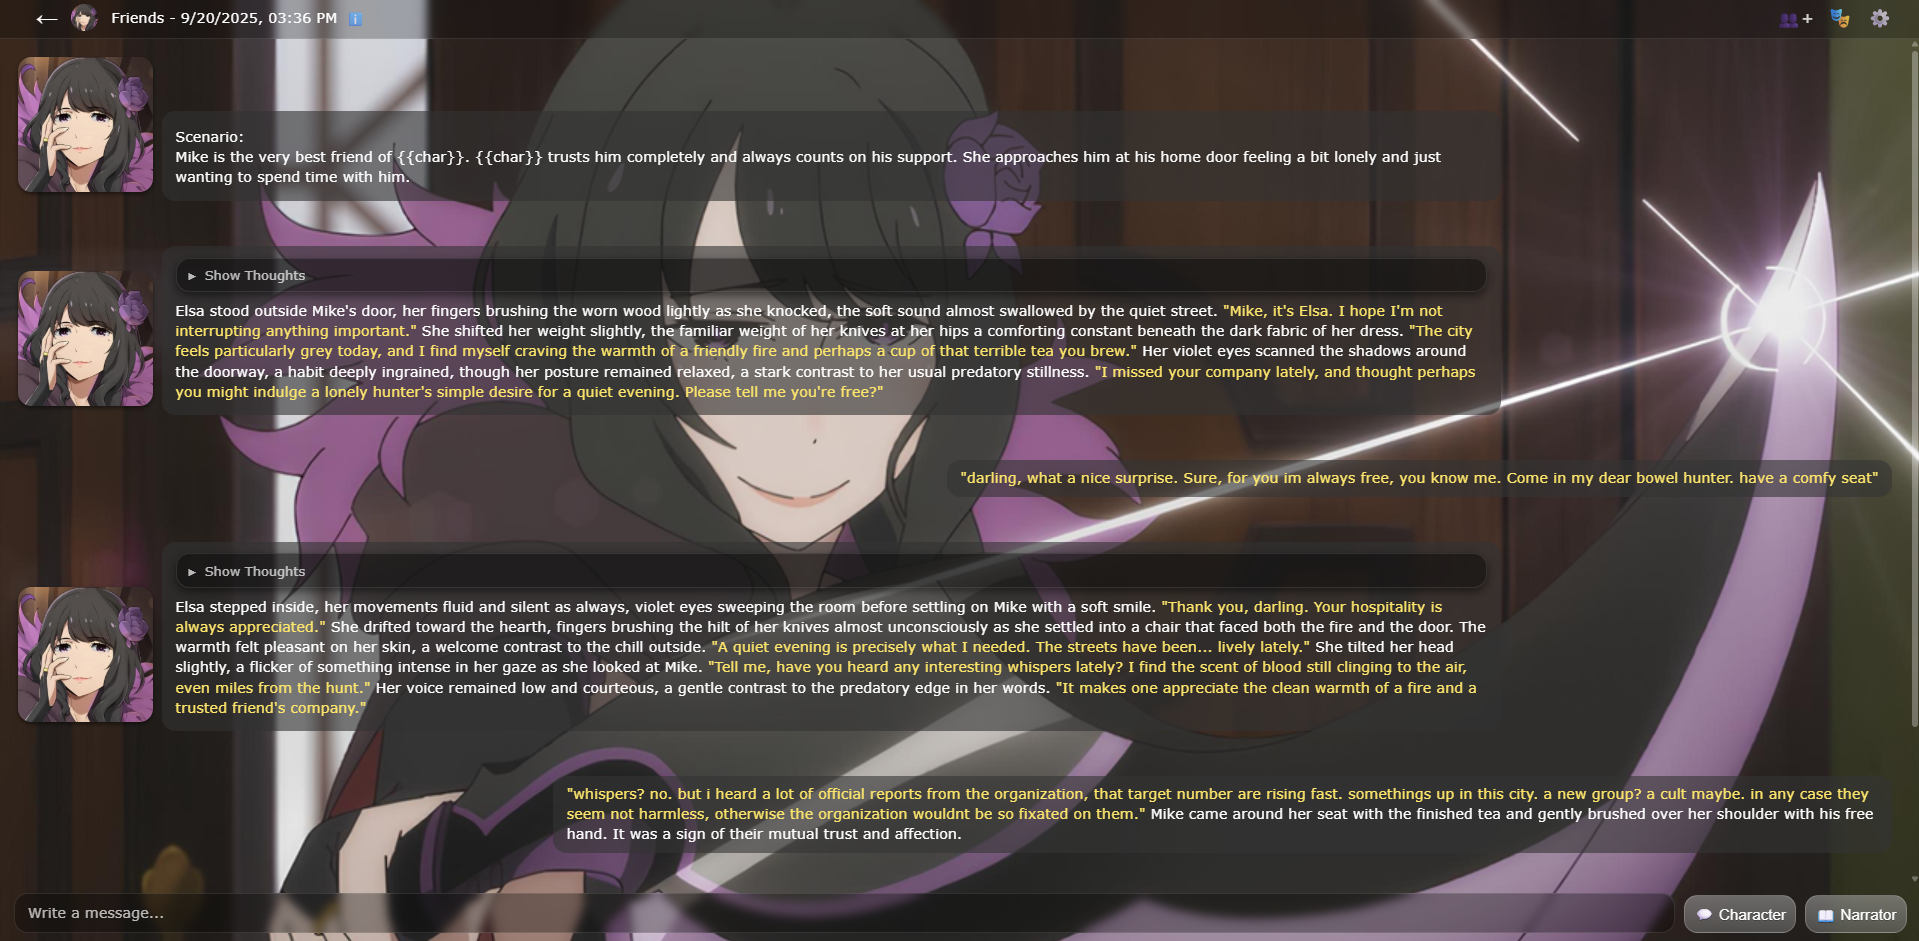 Friends - 9/20/2025, 03:36 PM
Scenario:
Mike is the very best friend of {{char}}. {{char}} trusts him completely and always counts on his support. She approaches him at his home door feeling a bit lonely and just
wanting to spend time with him.
Show Thoughts
Elsa stood outside Mike's door, her fingers brushing the worn wood lightly as she knocked, the soft sound almost swallowed by the quiet street. "Mike, it's Elsa. I hope I'm not
interrupting anything important." She shifted her weight slightly, the familiar weight of her knives at her hips a comforting constant beneath the dark fabric of her dress. "The city
feels particularly grey today, and I find myself craving the warmth of a friendly fire and perhaps a cup of that terrible tea you brew." Her violet eyes scanned the shadows around
the doorway, a habit deeply ingrained, though her posture remained relaxed, a stark contrast to her usual predatory stillness. "I missed your company lately, and thought perhaps
you might indulge a lonely hunter's simple desire for a quiet evening. Please tell me you're free?"
"darling, what a nice surprise. Sure, for you im always free, you know me. Come in my dear bowel hunter. have a comfy seat"
Show Thoughts
Elsa stepped inside, her movements fluid and silent as always, violet eyes sweeping the room before settling on Mike with a soft smile. "Thank you, darling. Your hospitality is
always appreciated." She drifted toward the hearth, fingers brushing the hilt of her knives almost unconsciously as she settled into a chair that faced both the fire and the door. The
warmth felt pleasant on her skin, a welcome contrast to the chill outside. "A quiet evening is precisely what I needed. The streets have been... lively lately." She tilted her head
slightly, a flicker of something intense in her gaze as she looked at Mike. "Tell me, have you heard any interesting whispers lately? I find the scent of blood still clinging to the air,
even miles from the hunt." Her voice remained low and courteous, a gentle contrast to the predatory edge in her words. "It makes one appreciate the clean warmth of a fire and a
trusted friend's company."
"whispers? no. but i heard a lot of official reports from the organization, that target number are rising fast. somethings up in this city. a new group? a cult maybe. in any case they
seem not harmless, otherwise the organization wouldnt be so fixated on them." Mike came around her seat with the finished tea and gently brushed over her shoulder with his free
hand. It was a sign of their mutual trust and affection.
Write a message...
Character
Narrator